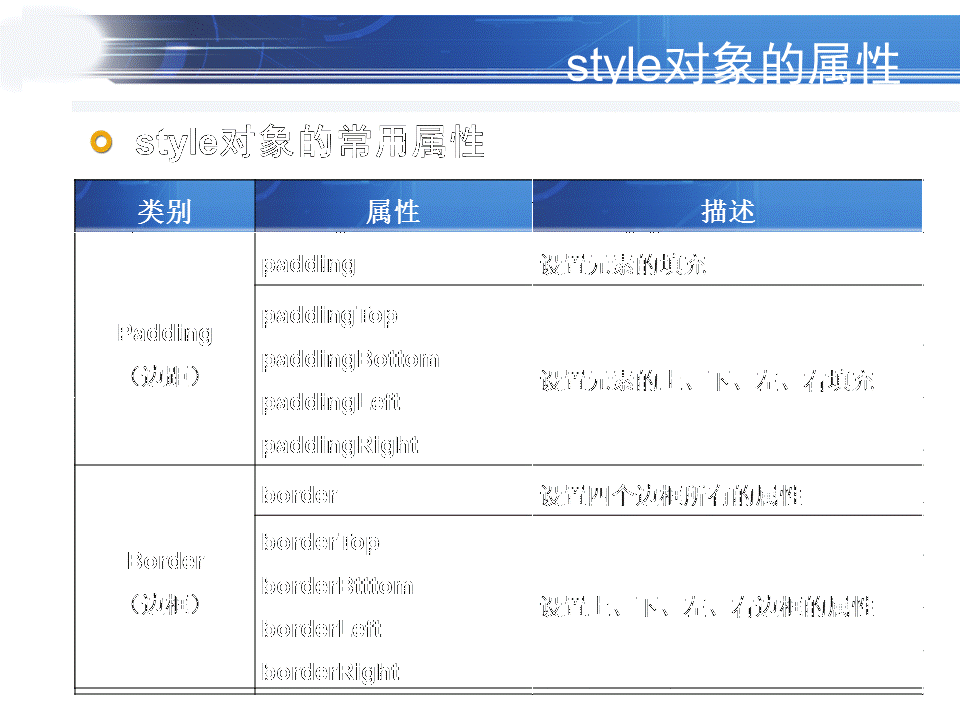 style对象的属性
style对象的常用属性
类别 属性 描述
padding 设置元素的填充
Padding
（边距）
paddingTop
paddingBottom
paddingLeft
paddingRight
设置元素的上、下、左、右填充
border 设置四个边框所有的属性
Border
（边框）
borderTop
borderBtttom
borderLeft
borderRight
设置上、下、左、右边框的属性